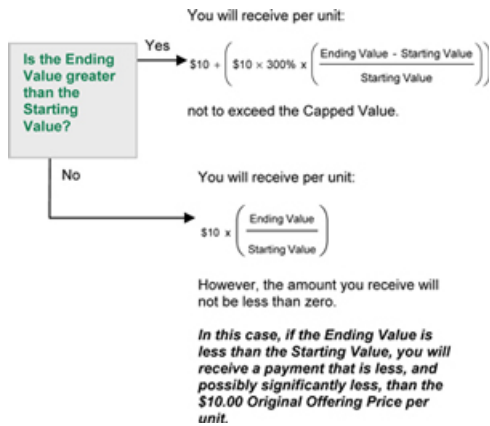 You will receive per unit:
Is the Ending
Value greater
than the
Starting
Value?
Yes
$10 + ( $10 × 300% x ( Ending Value - Starting Value
Starting Value ) )
not to exceed the Capped Value.
No
You will receive per unit:
$10 x ( Ending Value
Starting Value )
However, the amount you receive will
not be less than zero.
In this case, if the Ending Value is
less than the Starting Value, you will
receive a payment that is less, and
possibly significantly less, than the
$10.00 Original Offering Price per
unit.